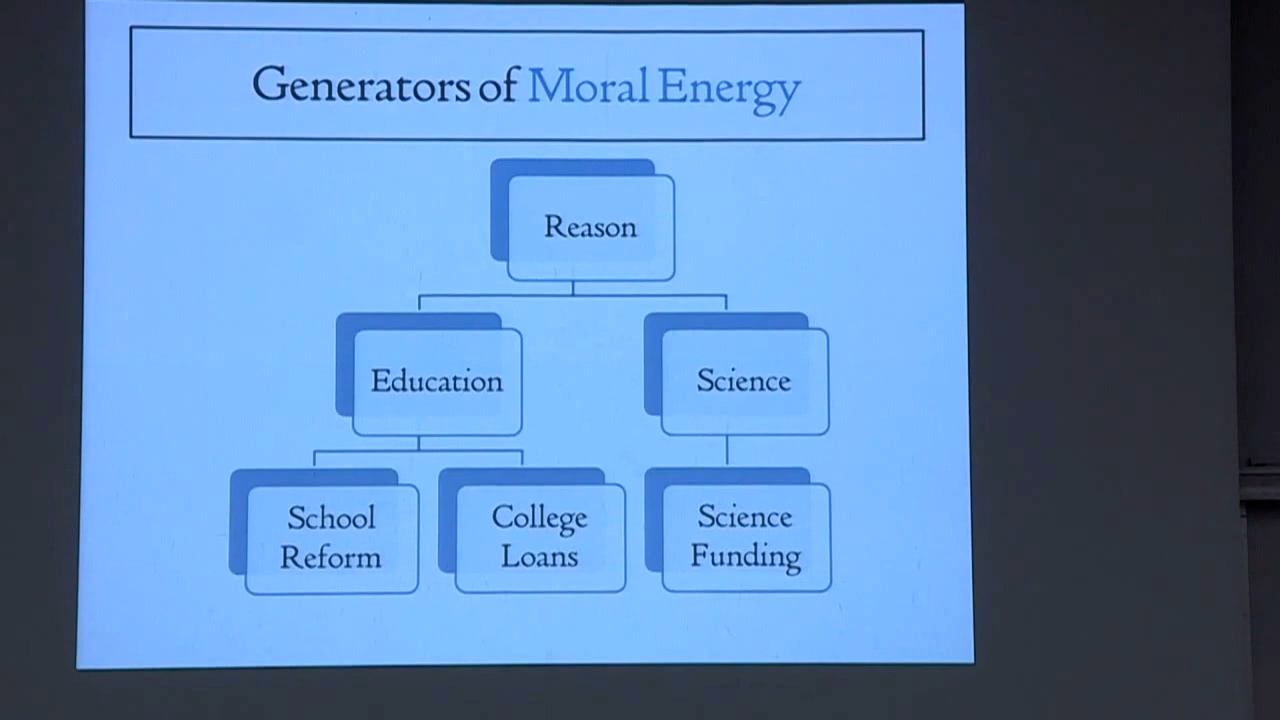 Generators of Moral Energy
Reason
Education
Science
School
Reform
College
Loans
Science
Funding